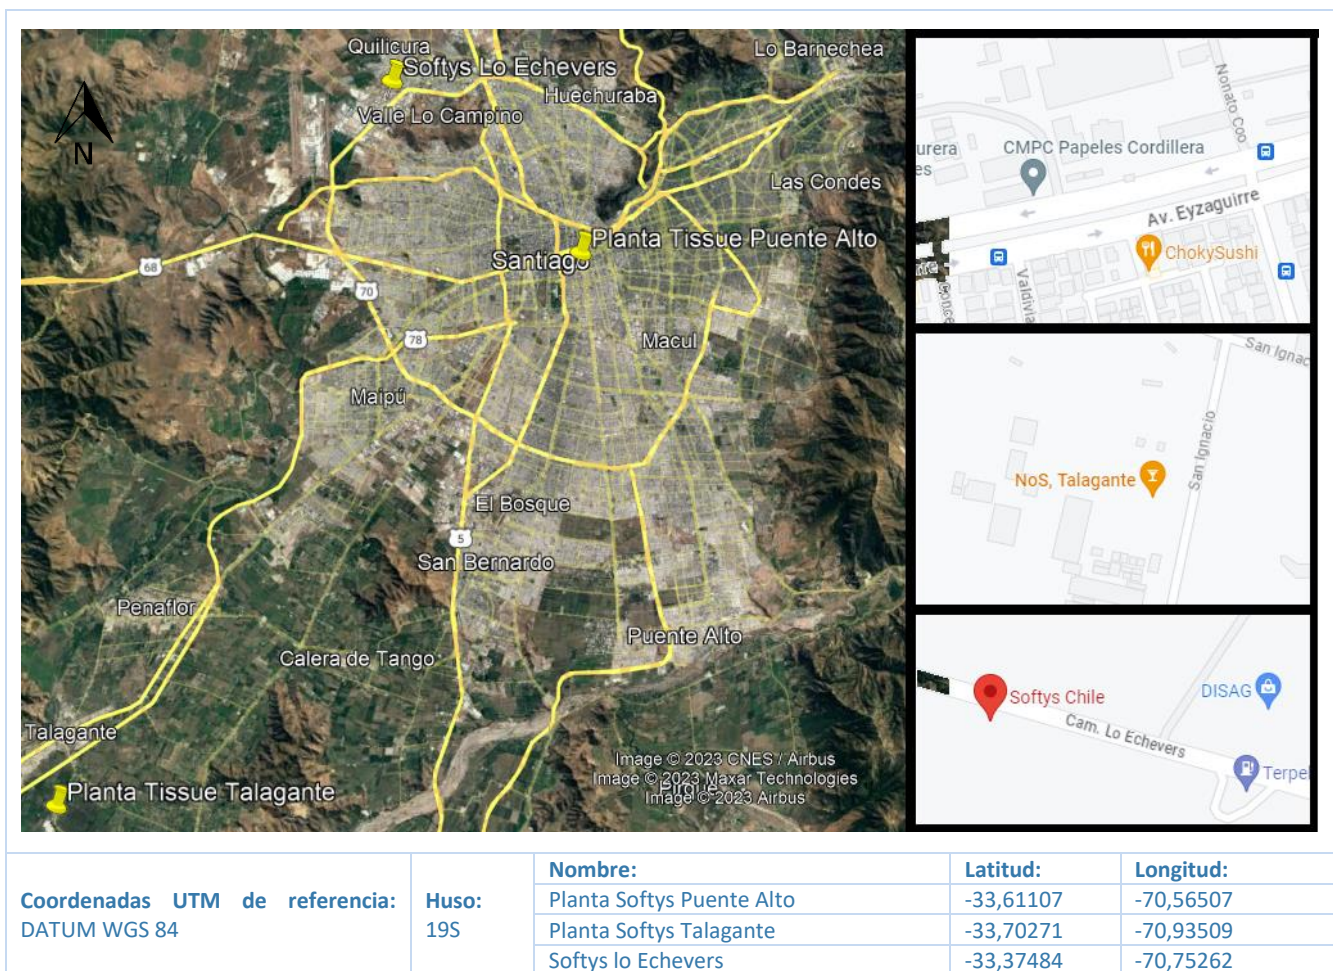 Quilicura
Lo Barnechea
Softys Lo Echevers
Huechuraba
Valle Lo Campino
N
Las Condes
Planta Tissue Puente Alto
Santiago
68
70
78
Macul
Maipú
El Bosque
5
San Bernardo
Penaflor
Puente Alto
Calera de Tango
Talagante
Planta Tissue Talagante
Image © 2023 CNES / Airbus
Image © 2023 Maxar Technologies
Pirque
Image © 2023 Airbus
Nonato Coo
urera
es
CMPC Papeles Cordillera
Av. Eyzaguirre
ChokySushi
Valdivia
Conce
San Ignac
San Ignacio
NoS, Talagante
Softys Chile
DISAG
Cam. Lo Echevers
Terpel
Coordenadas UTM de referencia:
DATUM WGS 84
Huso:
19S
Nombre: Latitud: Longitud:
Planta Softys Puente Alto -33,61107 -70,56507
Planta Softys Talagante -33,70271 -70,93509
Softys lo Echevers -33,37484 -70,75262